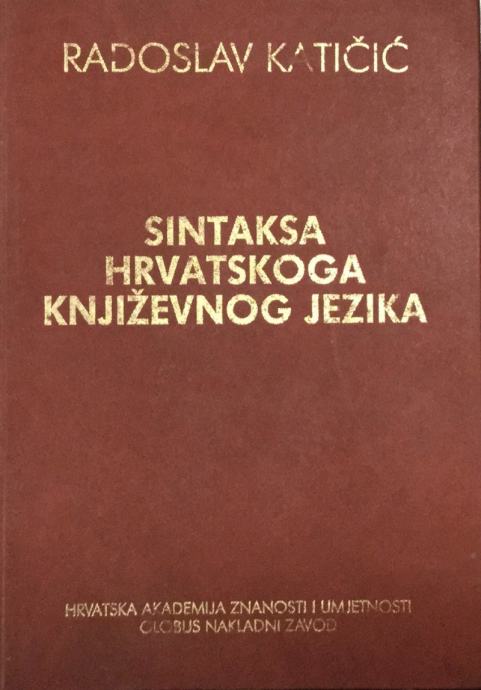 RADOSLAV KATIČIĆ
SINTAKSA
HRVATSKOGA
KNJIŽEVNOG JEZIKA
HRVATSKA AKADEMIJA ZNANOSTI I UMJETNOSTI
GLOBUS NAKLADNI ZAVOD